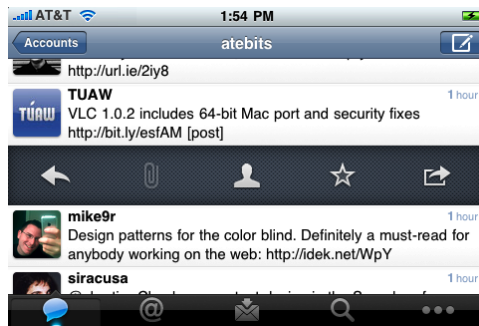 AT&T 1:54 PM
Accounts atebits
http://url.ie/2iy8
TUAW 1 hour
TUAW VLC 1.0.2 includes 64-bit Mac port and security fixes
http://bit.ly/esfAM [post]
mike9r 1 hour
Design patterns for the color blind. Definitely a must-read for
anybody working on the web: http://idek.net/WpY
siracusa 1 hour
@